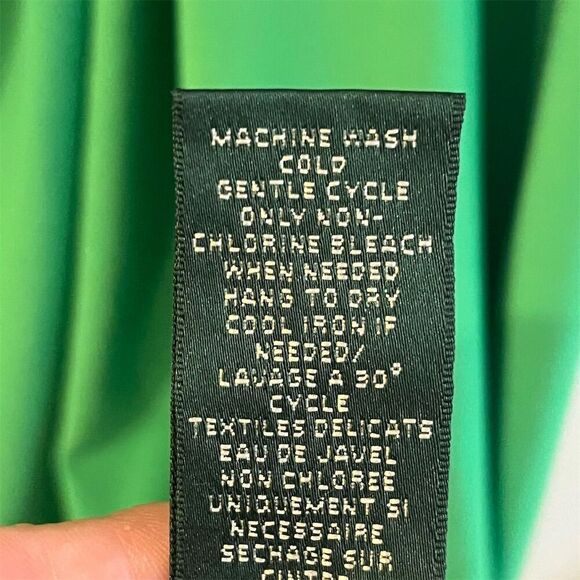 MACHINE WASH
COLD
GENTLE CYCLE
ONLY NON-
CHLORINE BLEACH
WHEN NEEDED
HANG TO DRY
COOL IRON IF
NEEDED/
LAVAGE A 30°
CYCLE
TEXTILES DELICATS
EAU DE JAVEL
NON CHLOREE
UNIQUEMENT SI
NECESSAIRE
SECHAGE SUR
CINTRE